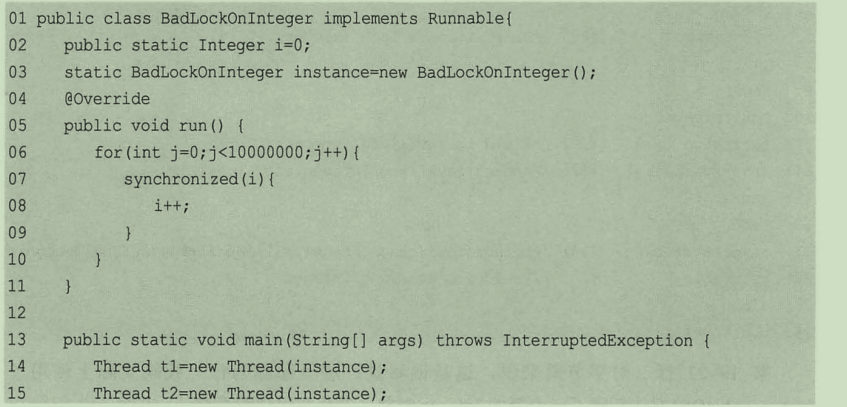 01 public class BadLockOnInteger implements Runnable{
02    public static Integer i=0;
03    static BadLockOnInteger instance=new BadLockOnInteger();
04    @Override
05    public void run() {
06       for(int j=0;j<10000000;j++){
07          synchronized(i){
08             i++;
09          }
10       }
11    }
12
13    public static void main(String[] args) throws InterruptedException {
14       Thread t1=new Thread(instance);
15       Thread t2=new Thread(instance);